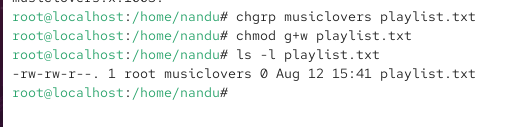 root@localhost:/home/nandu# chgrp musiclovers playlist.txt
root@localhost:/home/nandu# chmod g+w playlist.txt
root@localhost:/home/nandu# ls -l playlist.txt
-rw-rw-r--. 1 root musiclovers 0 Aug 12 15:41 playlist.txt
root@localhost:/home/nandu#